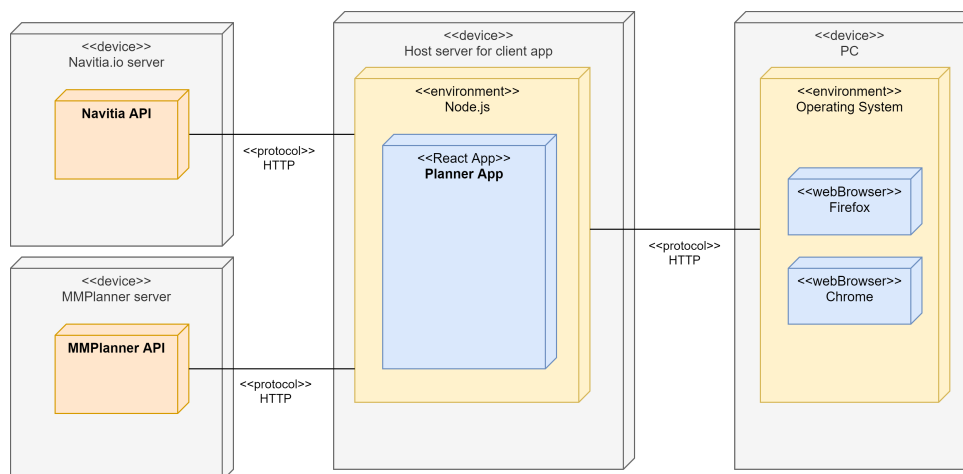 <<device>>
Navitia.io server
Navitia API
<<protocol>>
HTTP
<<device>>
MMPlanner server
MMPlanner API
<<protocol>>
HTTP
<<device>>
Host server for client app
<<environment>>
Node.js
<<React App>>
Planner App
<<protocol>>
HTTP
<<device>>
PC
<<environment>>
Operating System
<<webBrowser>>
Firefox
<<webBrowser>>
Chrome